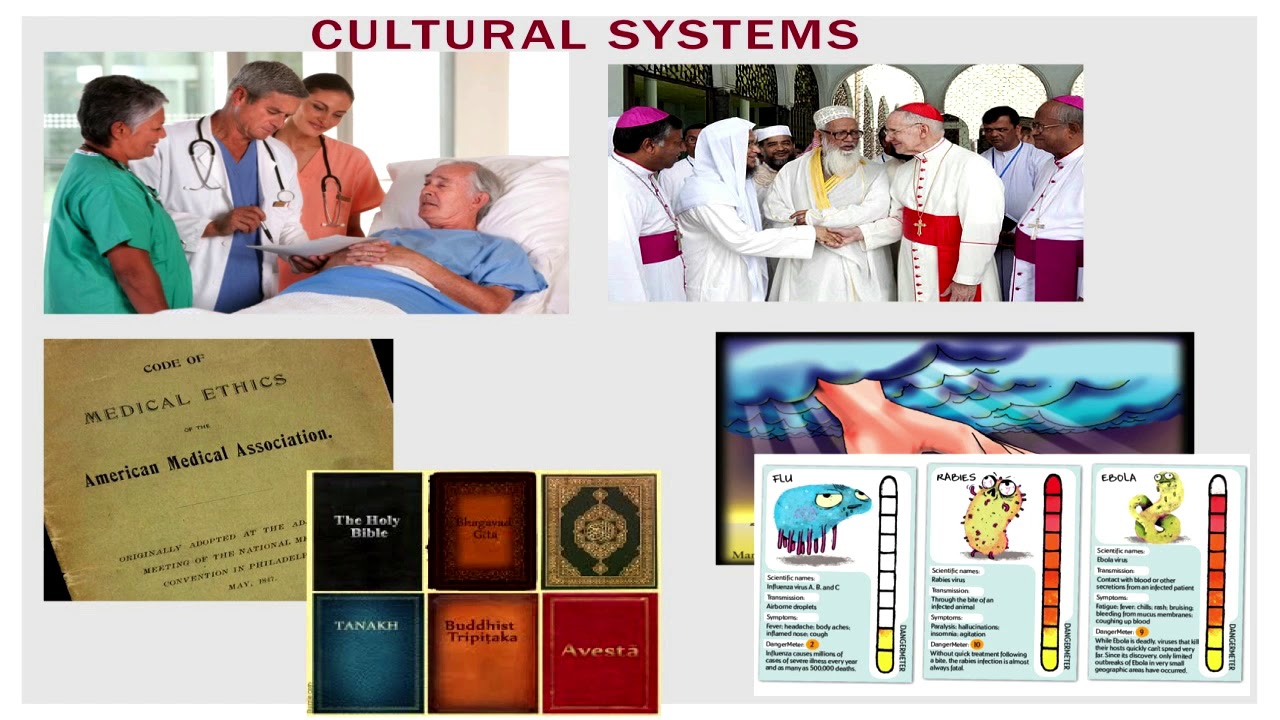 CULTURAL SYSTEMS
CODE OF
MEDICAL ETHICS
OF THE
American Medical Association.
ORIGINALLY ADOPTED AT THE AD
MEETING OF THE NATIONAL ME
CONVENTION IN PHILADELP
MAY, 1847.
The Holy
Bible
Bhagavad
Gita
TANAKH
Buddhist
Tripiṭaka
Avestā
FLU
Scientific names:
Influenza virus A, B, and C
Transmission:
Airborne droplets
Symptoms:
Fever; headache; body aches;
inflamed nose; cough
DangerMeter: 2
Influenza causes millions of
cases of severe illness every year
and as many as 500,000 deaths.
DANGERMETER
RABIES
Scientific names:
Rabies virus
Transmission:
Through the bite of an
infected animal
Symptoms:
Paralysis; hallucinations;
insomnia; agitation
DangerMeter: 10
Without quick treatment following
a bite, the rabies infection is almost
always fatal.
DANGERMETER
EBOLA
Scientific names:
Ebola virus
Transmission:
Contact with blood or other
secretions from an infected patient
Symptoms:
Fatigue; fever; chills; rash; bruising;
bleeding from mucus membranes;
coughing up blood
DangerMeter: 9
While Ebola is deadly, viruses that kill
their hosts quickly can't spread very
far. Since its discovery, only limited
outbreaks of Ebola in very small
geographic areas have occurred.
DANGERMETER